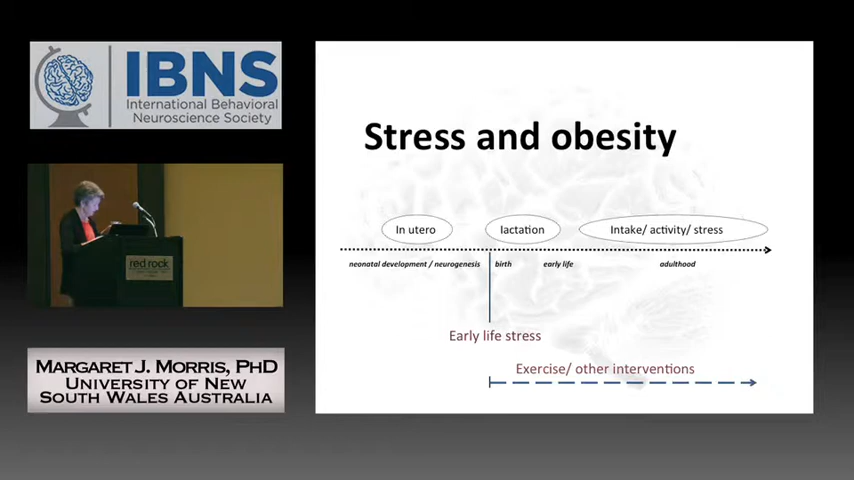 IBNS
International Behavioral
Neuroscience Society
red rock
MARGARET J. MORRIS, PHD
UNIVERSITY OF NEW
SOUTH WALES AUSTRALIA
Stress and obesity
In utero
lactation
Intake/ activity/ stress
neonatal development / neurogenesis
birth
early life
adulthood
Early life stress
Exercise/ other interventions